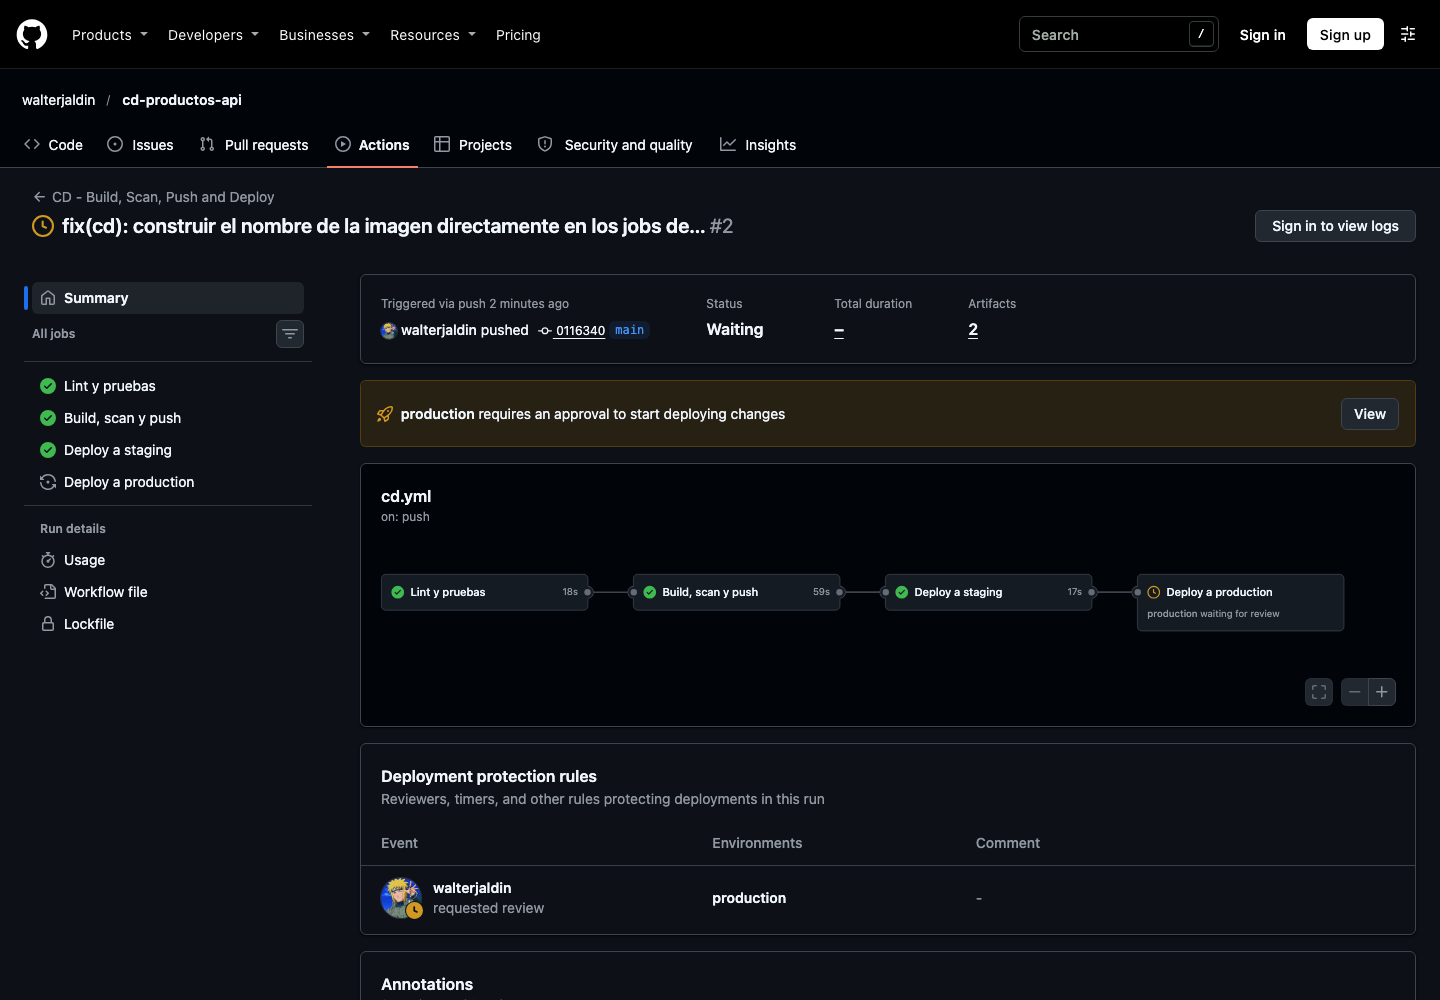 Products
Developers
Businesses
Resources
Pricing
Search
/
Sign in
Sign up
walterjaldin / cd-productos-api
Code
Issues
Pull requests
Actions
Projects
Security and quality
Insights
CD - Build, Scan, Push and Deploy
fix(cd): construir el nombre de la imagen directamente en los jobs de... #2
Sign in to view logs
Summary
All jobs
Lint y pruebas
Build, scan y push
Deploy a staging
Deploy a production
Run details
Usage
Workflow file
Lockfile
Triggered via push 2 minutes ago
walterjaldin pushed 0116340 main
Status
Waiting
Total duration
–
Artifacts
2
production requires an approval to start deploying changes
View
cd.yml
on: push
Lint y pruebas 18s
Build, scan y push 59s
Deploy a staging 17s
Deploy a production
production waiting for review
Deployment protection rules
Reviewers, timers, and other rules protecting deployments in this run
Event Environments Comment
walterjaldin
requested review
production
-
Annotations